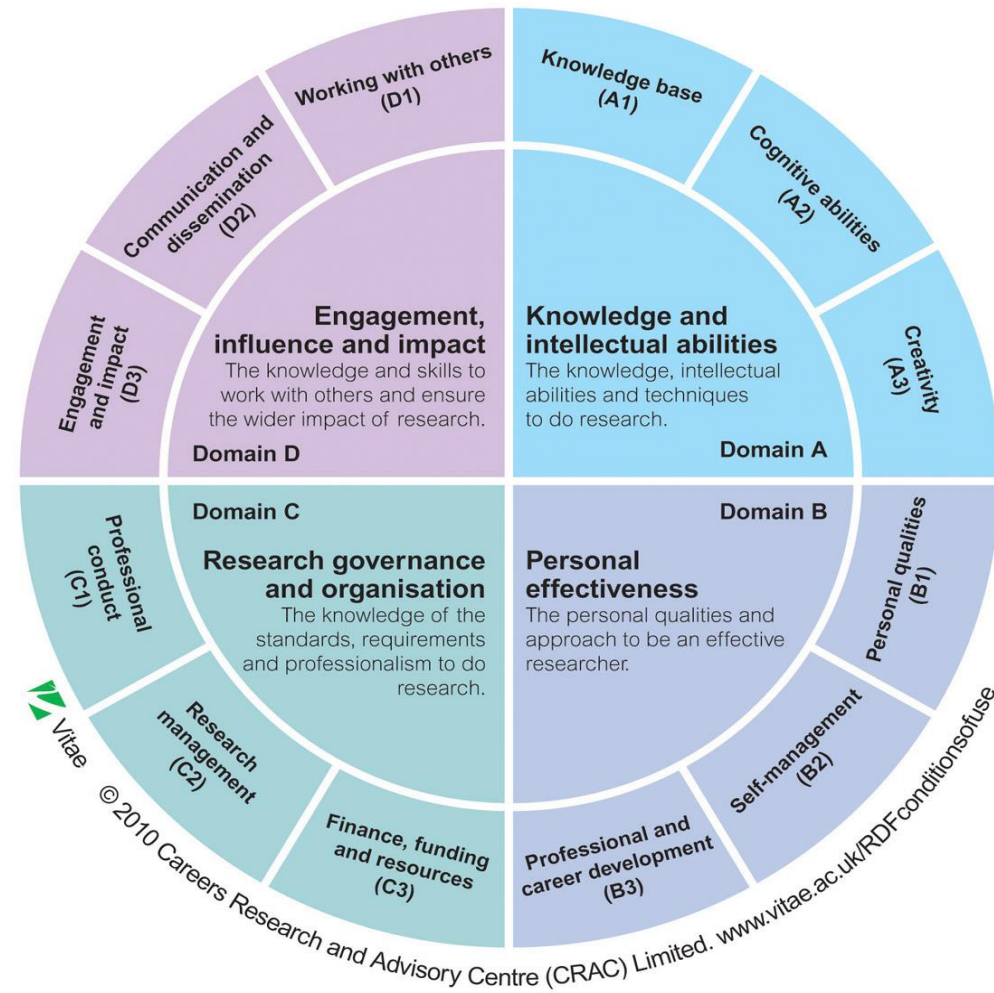 Working with others
(D1)
Knowledge base
(A1)
Communication and
dissemination
(D2)
Cognitive abilities
(A2)
Engagement
and impact
(D3)
Creativity
(A3)
Engagement,
influence and impact
The knowledge and skills to
work with others and ensure
the wider impact of research.
Domain D
Knowledge and
intellectual abilities
The knowledge, intellectual
abilities and techniques
to do research.
Domain A
Domain C
Research governance
and organisation
The knowledge of the
standards, requirements
and professionalism to do
research.
Domain B
Personal
effectiveness
The personal qualities and
approach to be an effective
researcher.
Professional
conduct
(C1)
Personal qualities
(B1)
Research
management
(C2)
Self-management
(B2)
Finance, funding
and resources
(C3)
Professional and
career development
(B3)
Vitae
© 2010 Careers Research and Advisory Centre (CRAC) Limited. www.vitae.ac.uk/RDFconditionsofuse